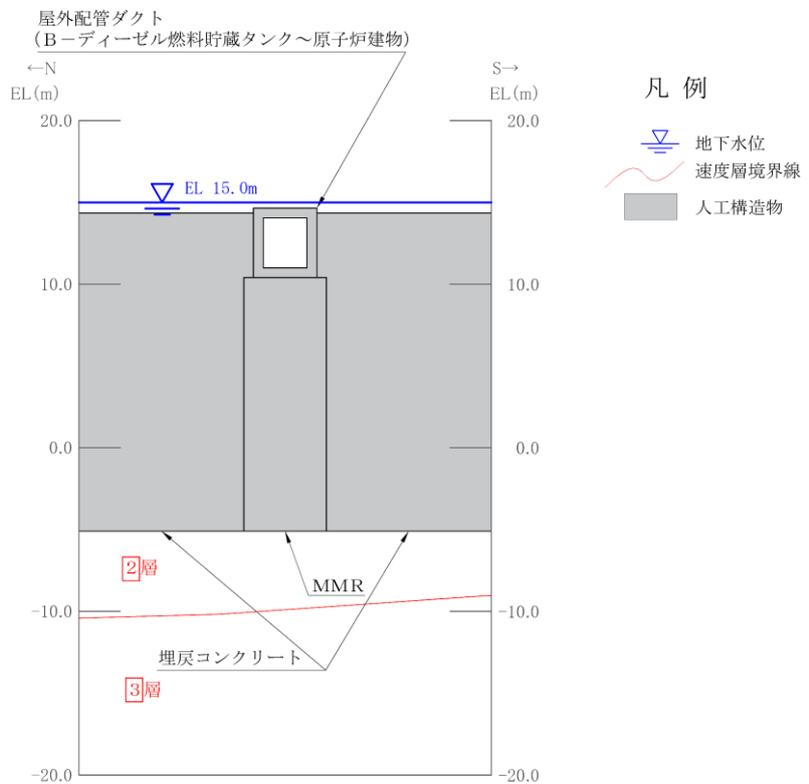 屋外配管ダクト
(B－ディーゼル燃料貯蔵タンク～原子炉建物)
←N
S→
EL(m)
EL(m)
凡 例
20.0
20.0
地下水位
速度層境界線
EL 15.0m
人工構造物
10.0
10.0
0.0
0.0
2層
MMR
-10.0
-10.0
埋戻コンクリート
3層
-20.0
-20.0